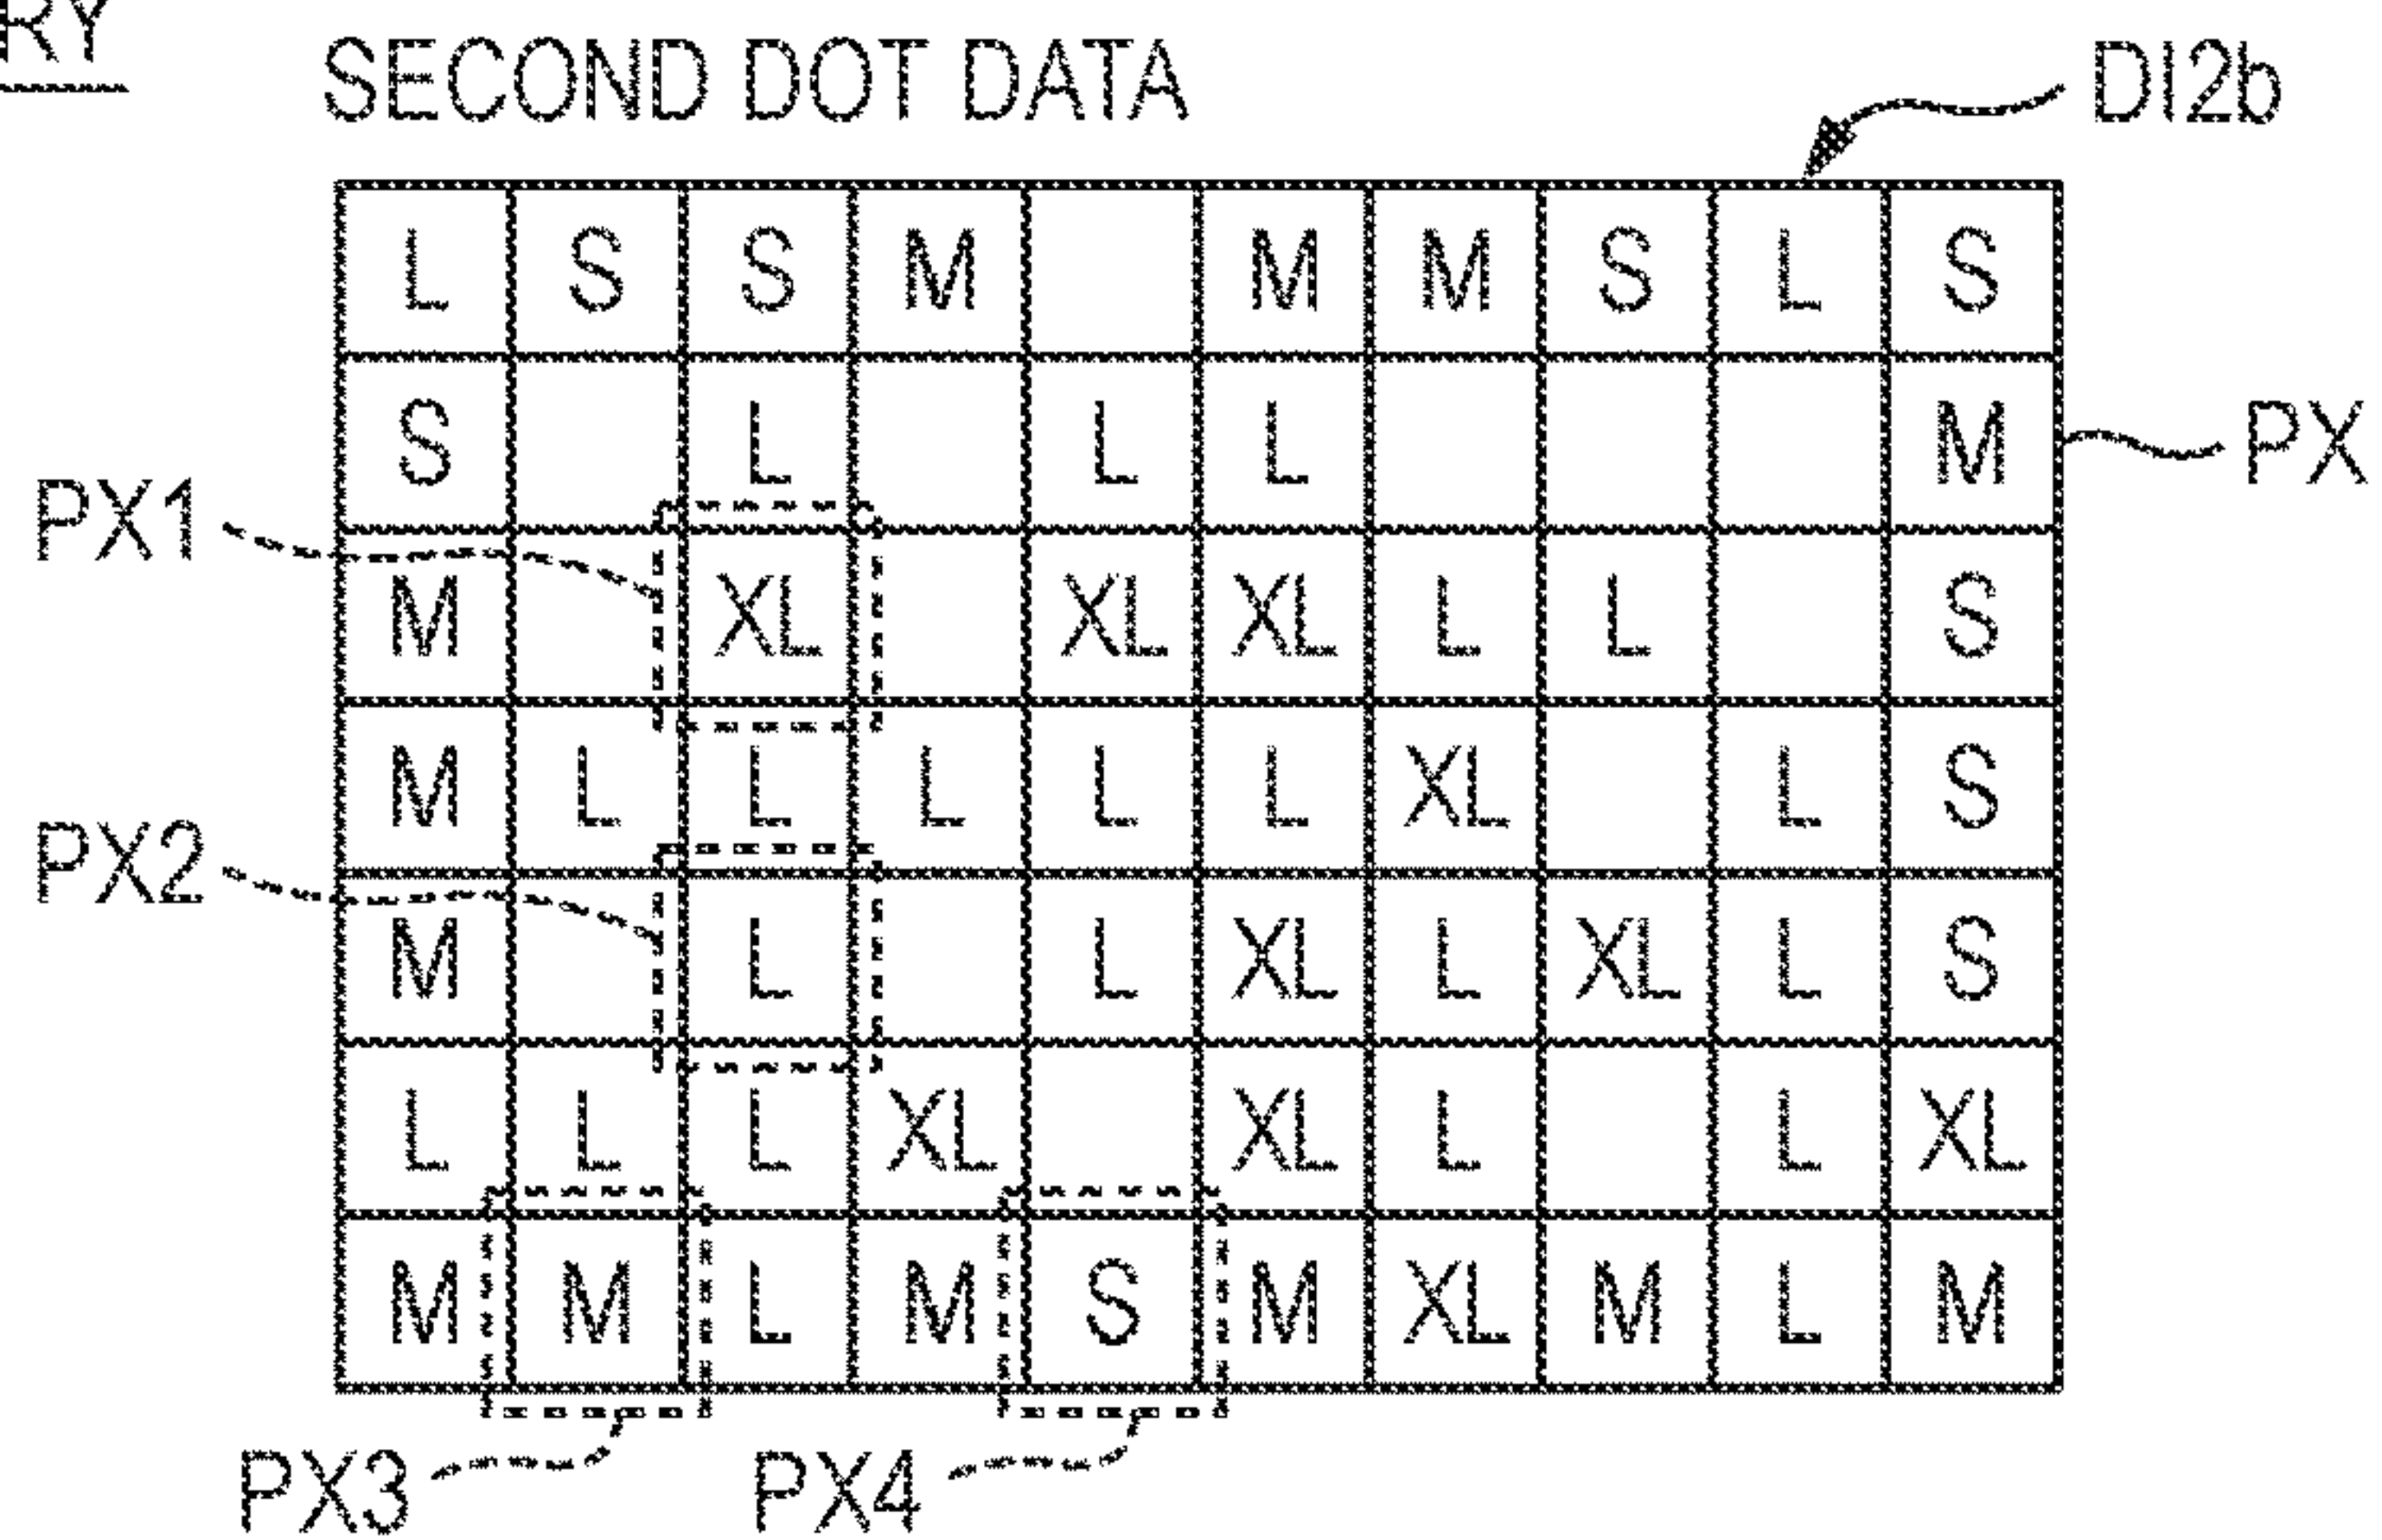 RY
SECOND DOT DATA
DI2b
L S S M M M S L S
S L L L M
PX
PX1
M XL XL XL L L S
M L L L L L XL L S
PX2
M L L XL L XL L S
L L L XL XL L L XL
M M L M S M XL M L M
PX3 PX4